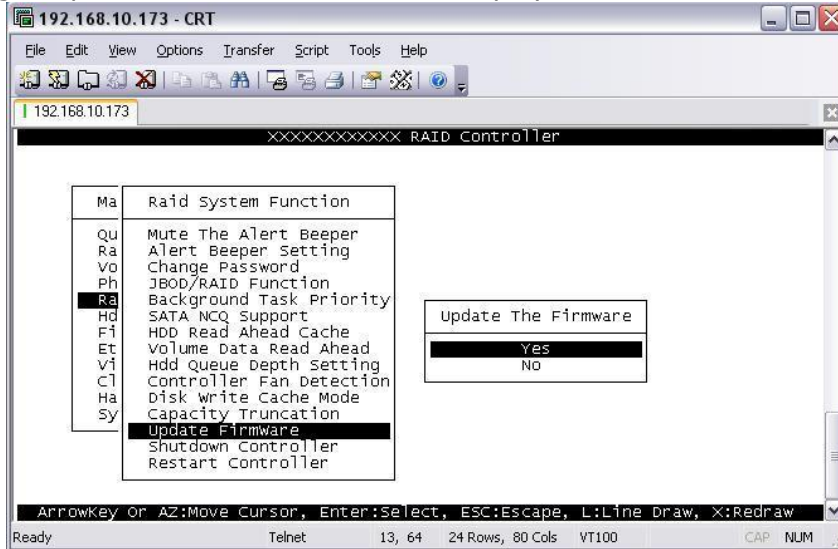 192.168.10.173 - CRT
File Edit View Options Transfer Script Tools Help
192.168.10.173
XXXXXXXXXXXX RAID Controller
Ma
Qu
Ra
Vo
Ph
Ra
Hd
Fi
Et
Vi
Cl
Ha
Sy
Raid System Function
Mute The Alert Beeper
Alert Beeper Setting
Change Password
JBOD/RAID Function
Background Task Priority
SATA NCQ Support
HDD Read Ahead Cache
Volume Data Read Ahead
Hdd Queue Depth Setting
Controller Fan Detection
Disk Write Cache Mode
Capacity Truncation
Update Firmware
Shutdown Controller
Restart Controller
Update The Firmware
Yes
No
ArrowKey Or AZ:Move Cursor, Enter:Select, ESC:Escape, L:Line Draw, X:Redraw
Ready Telnet 13, 64 24 Rows, 80 Cols VT100 CAP NUM